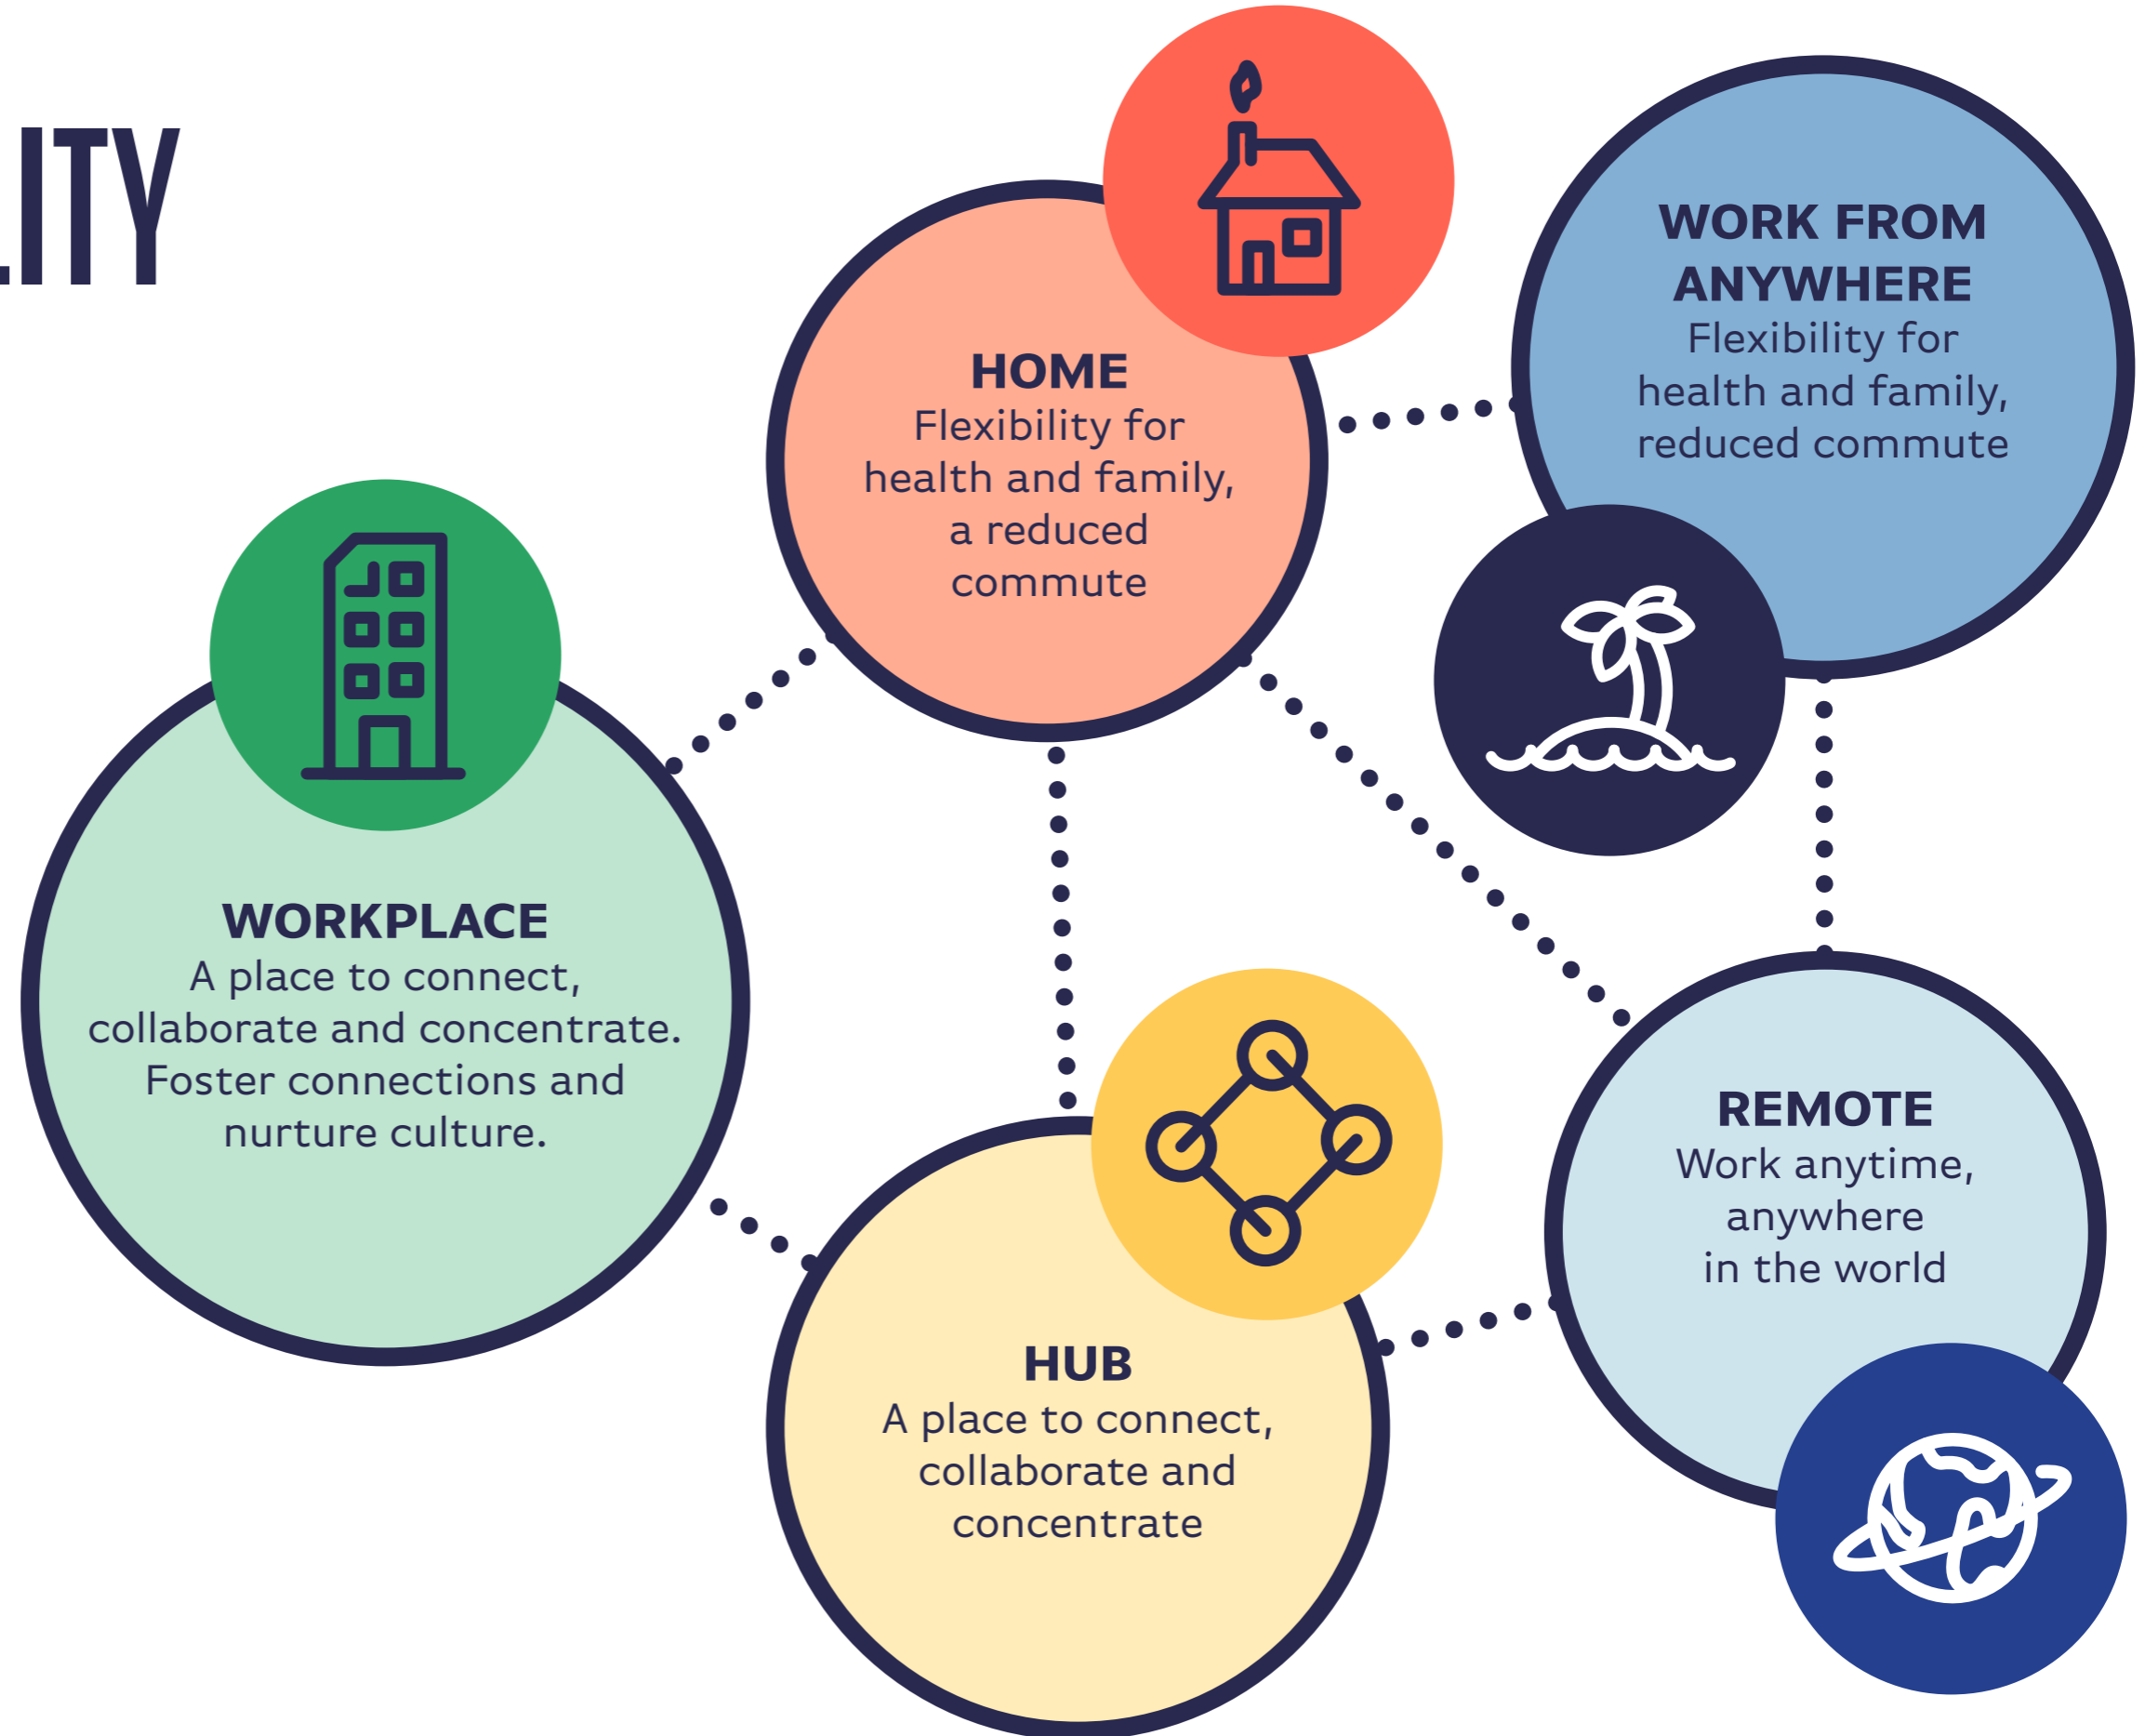 LITY
HOME
Flexibility for
health and family,
a reduced
commute
WORK FROM
ANYWHERE
Flexibility for
health and family,
reduced commute
WORKPLACE
A place to connect,
collaborate and concentrate.
Foster connections and
nurture culture.
HUB
A place to connect,
collaborate and
concentrate
REMOTE
Work anytime,
anywhere
in the world